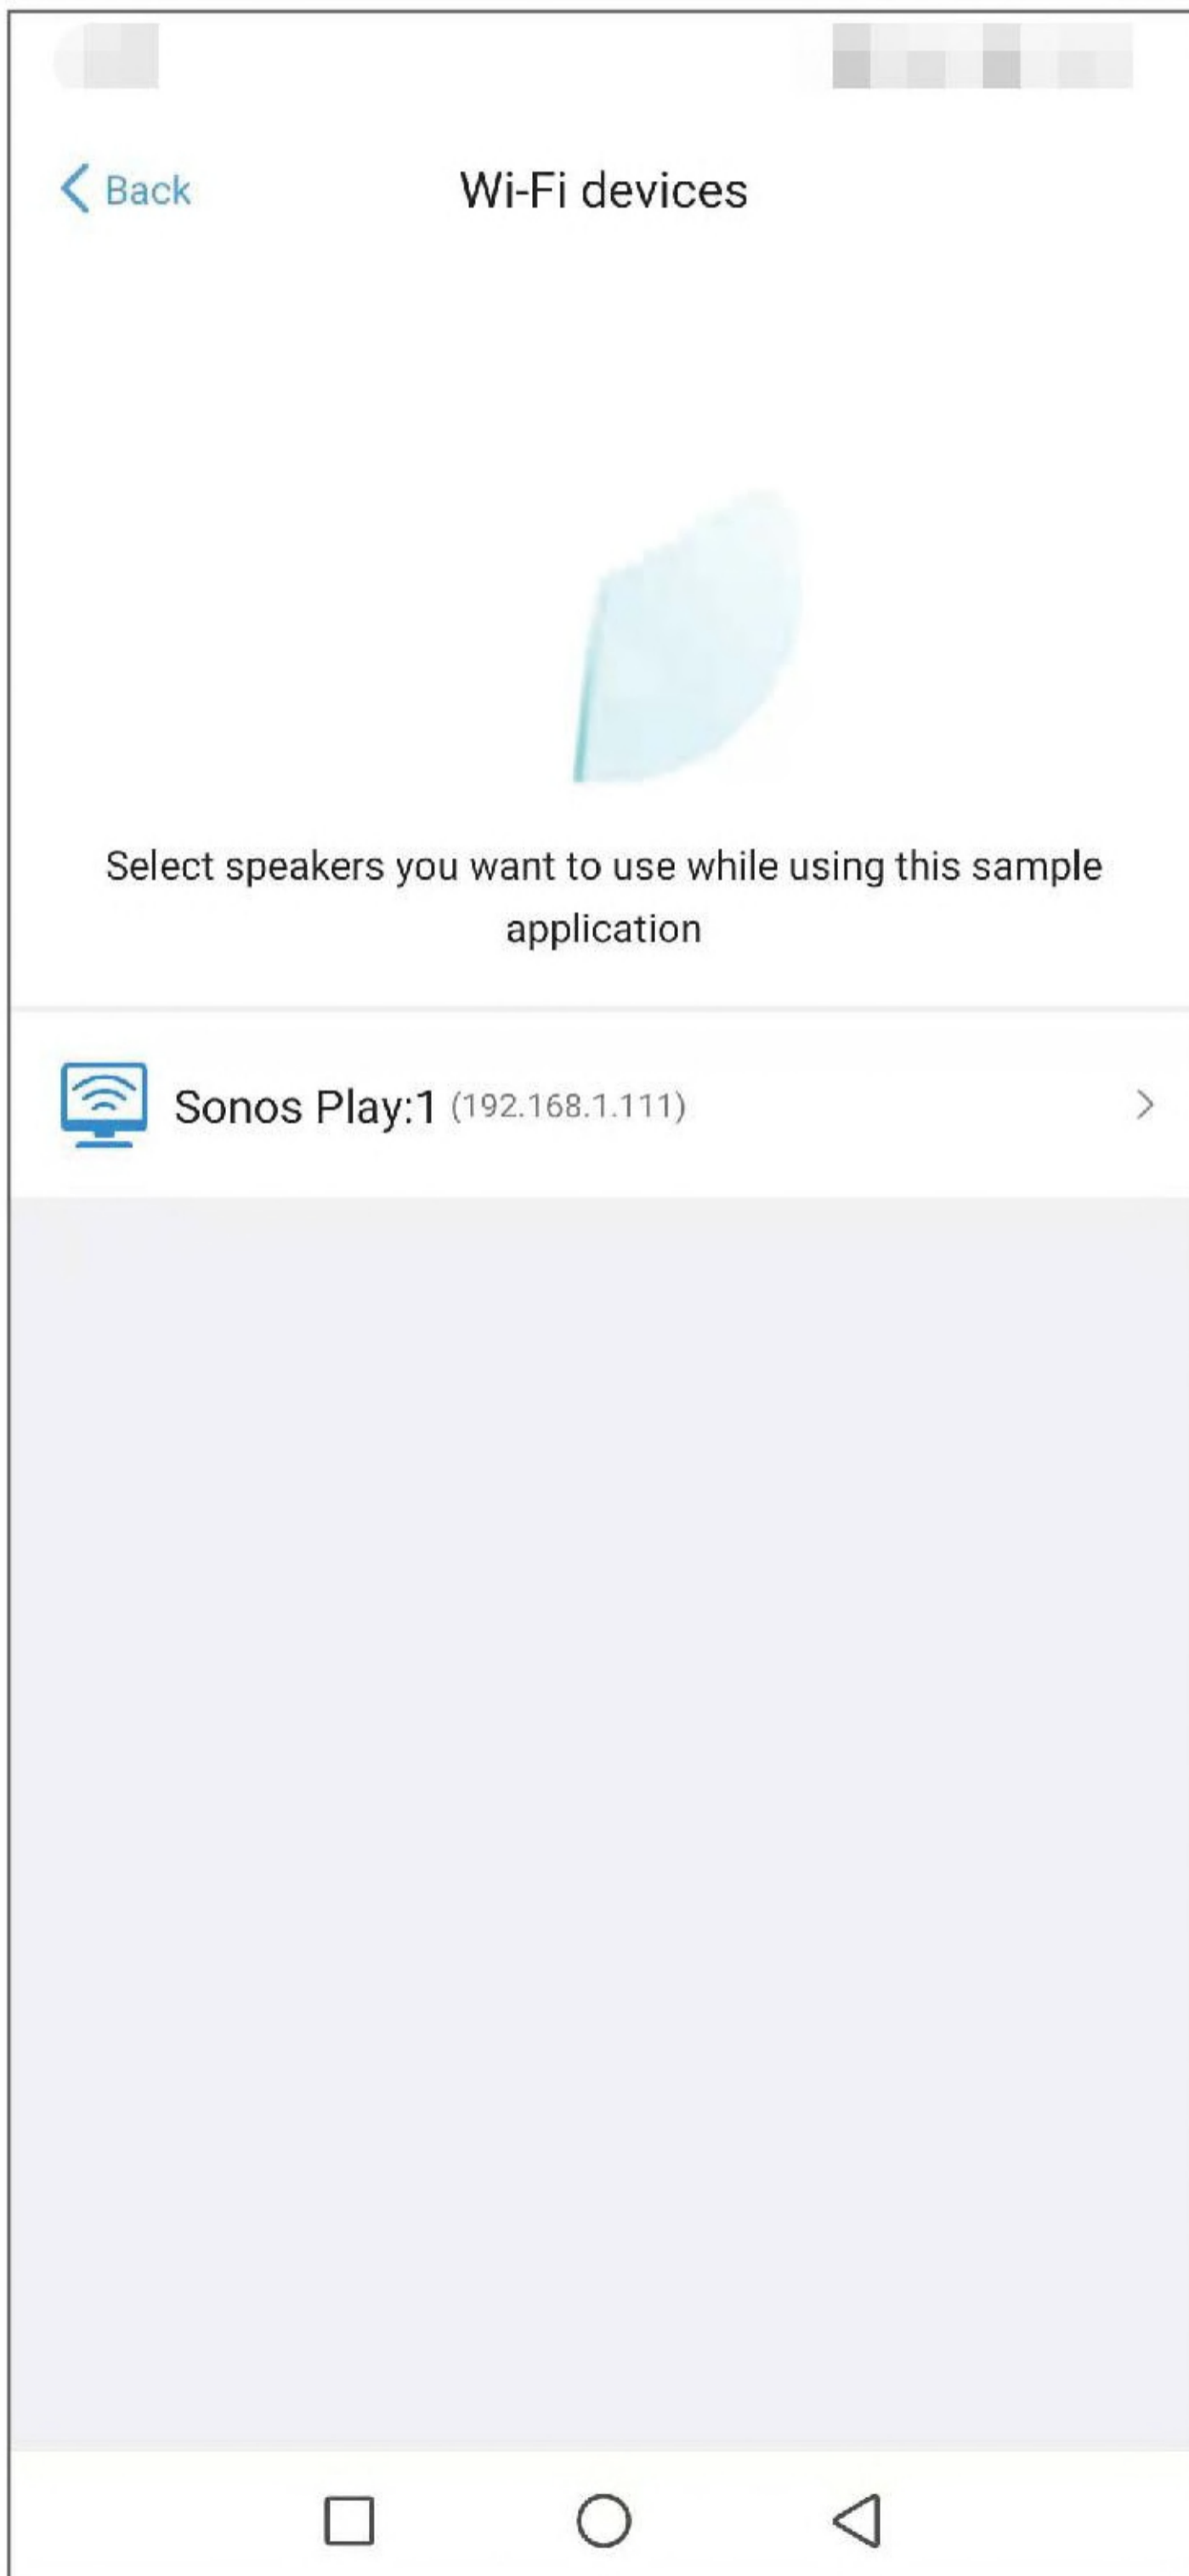 Back
Wi-Fi devices
Select speakers you want to use while using this sample
application
Sonos Play:1 (192.168.1.111)